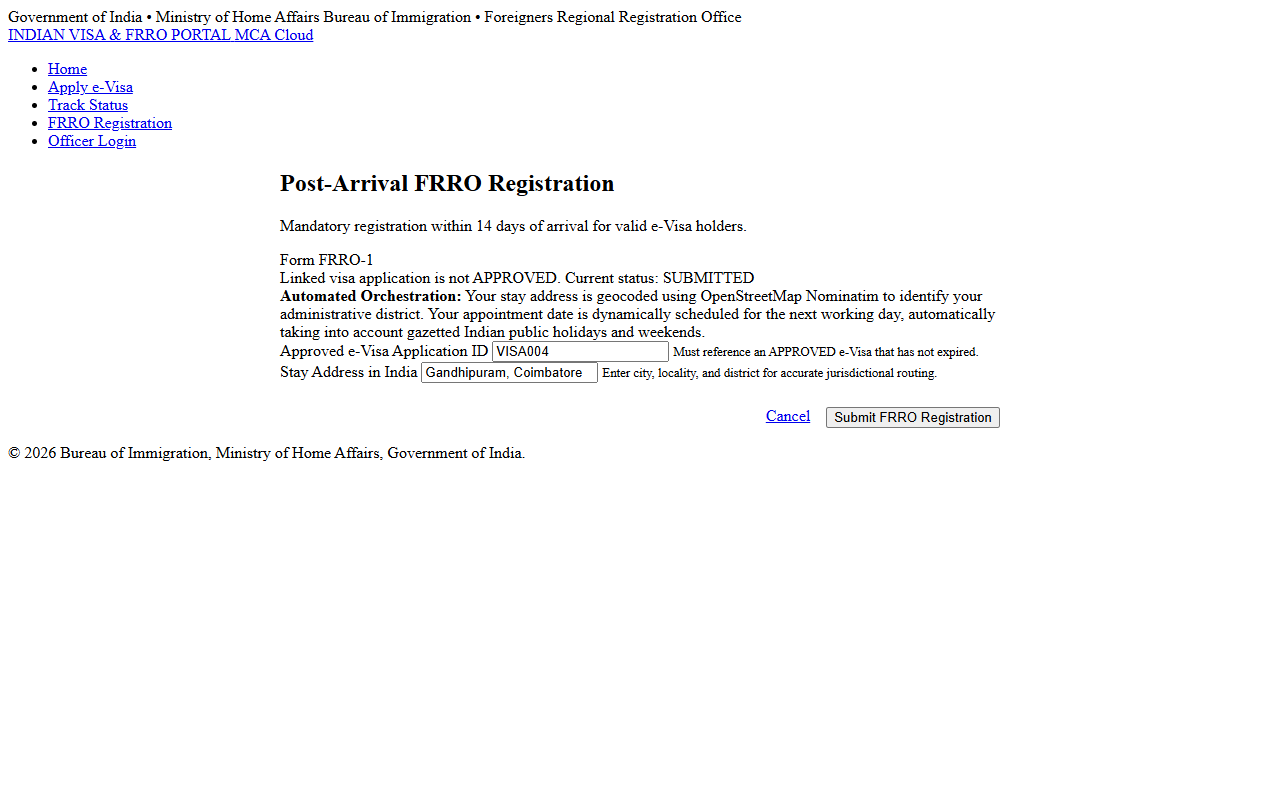 Government of India • Ministry of Home Affairs Bureau of Immigration • Foreigners Regional Registration Office
INDIAN VISA & FRRO PORTAL MCA Cloud
• Home
• Apply e-Visa
• Track Status
• FRRO Registration
• Officer Login
Post-Arrival FRRO Registration
Mandatory registration within 14 days of arrival for valid e-Visa holders.
Form FRRO-1
Linked visa application is not APPROVED. Current status: SUBMITTED
Automated Orchestration: Your stay address is geocoded using OpenStreetMap Nominatim to identify your
administrative district. Your appointment date is dynamically scheduled for the next working day, automatically
taking into account gazetted Indian public holidays and weekends.
Approved e-Visa Application ID VISA004 Must reference an APPROVED e-Visa that has not expired.
Stay Address in India Gandhipuram, Coimbatore Enter city, locality, and district for accurate jurisdictional routing.
Cancel Submit FRRO Registration
© 2026 Bureau of Immigration, Ministry of Home Affairs, Government of India.